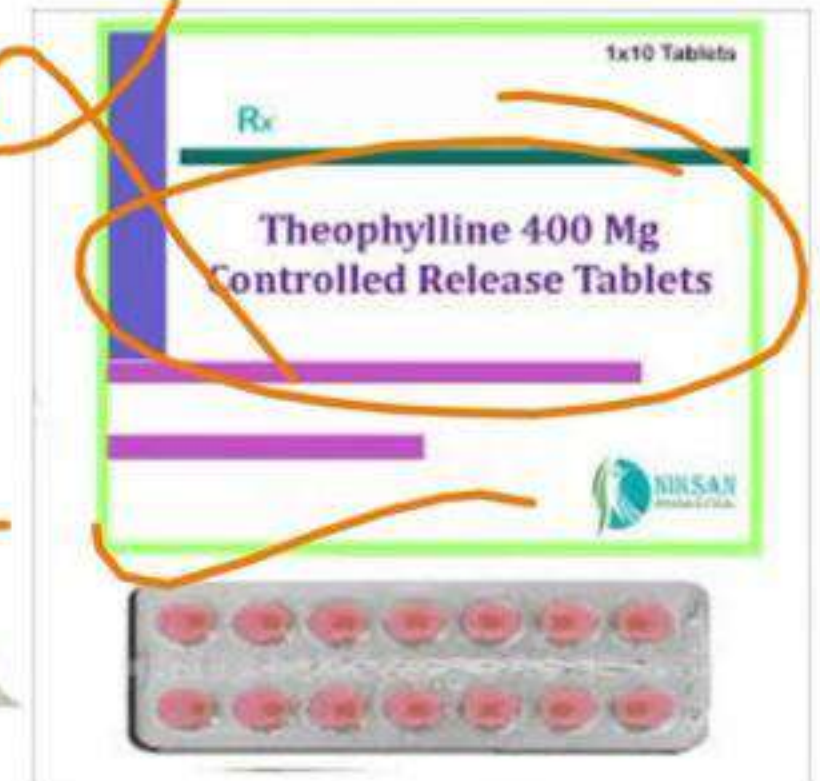 1x10 Tablets
Rx
Theophylline 400 Mg
Controlled Release Tablets
NIKSAN